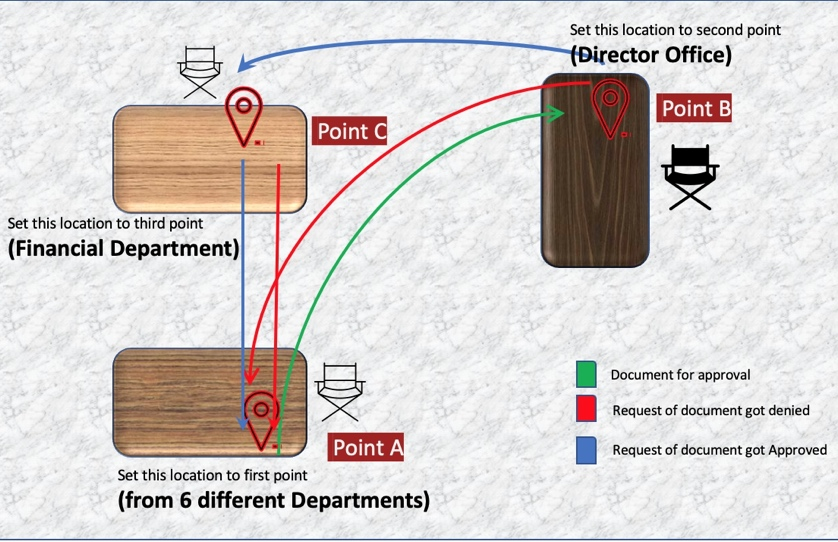 Set this location to second point
(Director Office)
Point B
Point C
Set this location to third point
(Financial Department)
Point A
Set this location to first point
(from 6 different Departments)
Document for approval
Request of document got denied
Request of document got Approved